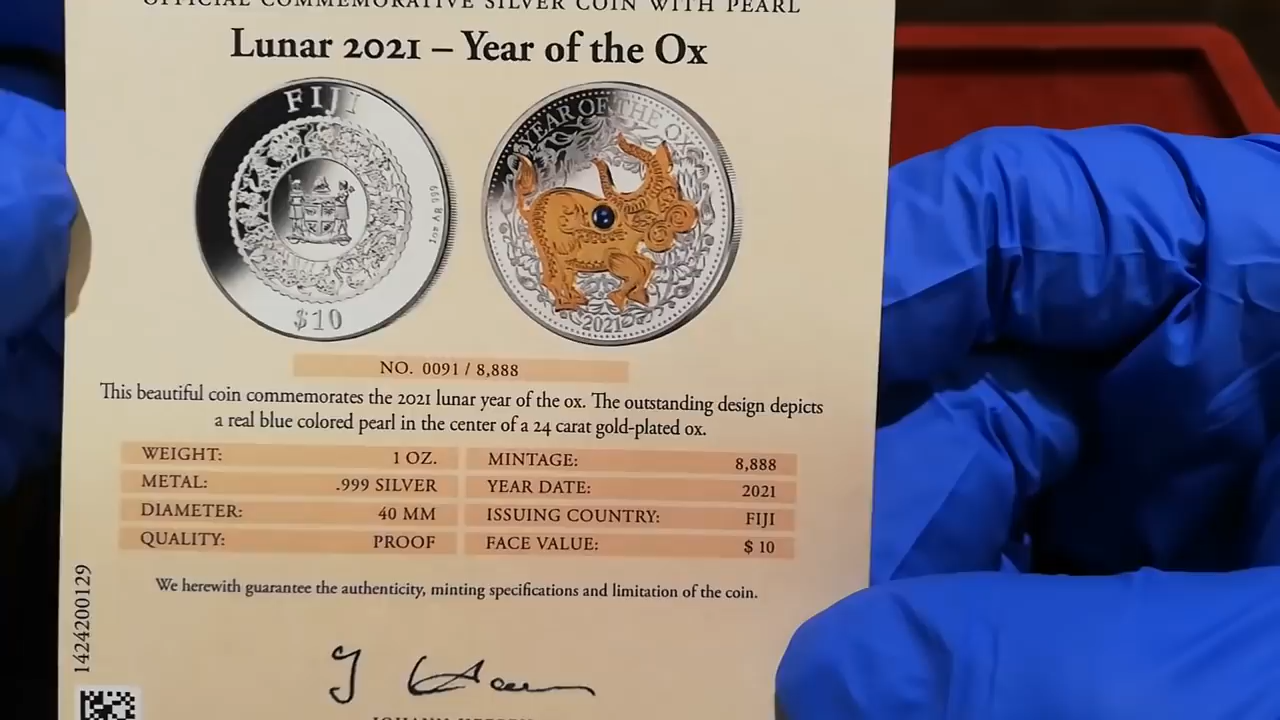 OFFICIAL COMMEMORATIVE SILVER COIN WITH PEARL
Lunar 2021 – Year of the Ox
FIJI
1oz AR 999
$10
YEAR OF THE OX
2021
NO. 0091 / 8,888
This beautiful coin commemorates the 2021 lunar year of the ox. The outstanding design depicts
a real blue colored pearl in the center of a 24 carat gold-plated ox.
WEIGHT: 1 OZ.
METAL: .999 SILVER
DIAMETER: 40 MM
QUALITY: PROOF
MINTAGE: 8,888
YEAR DATE: 2021
ISSUING COUNTRY: FIJI
FACE VALUE: $ 10
We herewith guarantee the authenticity, minting specifications and limitation of the coin.
1424200129
JOHANN